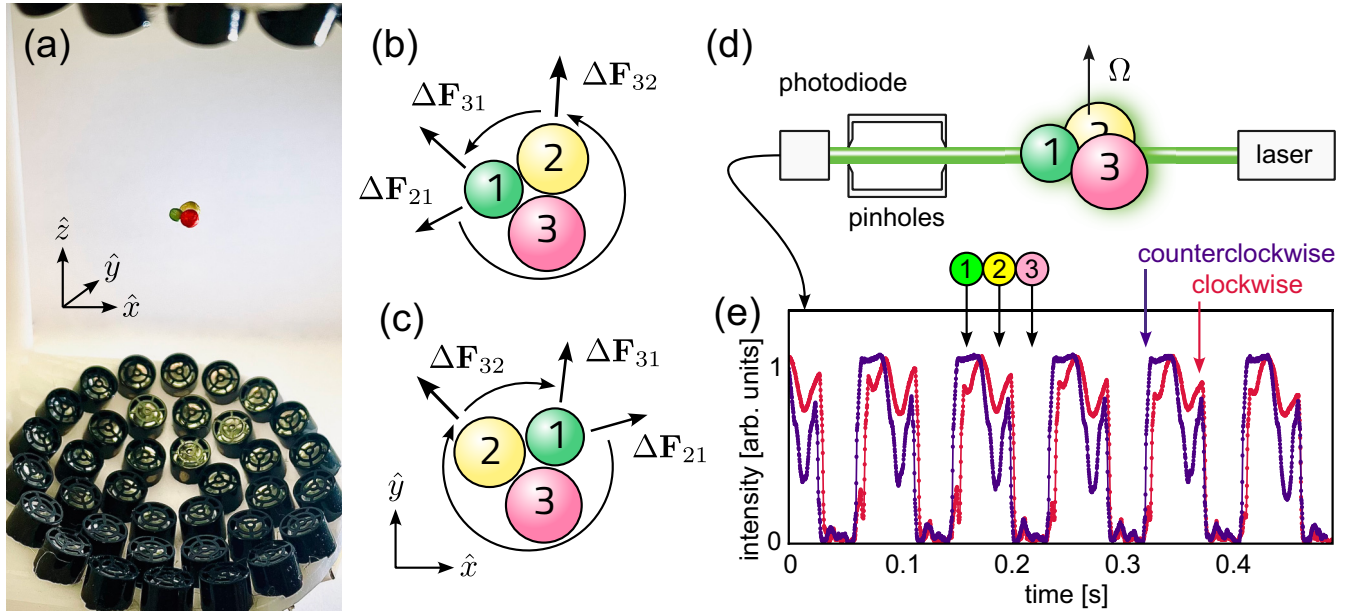 (a)
ẑ
ŷ
x̂
(b)
ΔF₃₂
ΔF₃₁
ΔF₂₁
1
2
3
(c)
ΔF₃₂
ΔF₃₁
ΔF₂₁
2
1
3
ŷ
x̂
(d)
Ω
photodiode
pinholes
1
2
3
laser
1 2 3
counterclockwise
clockwise
(e)
intensity [arb. units]
1
0
0 0.1 0.2 0.3 0.4
time [s]